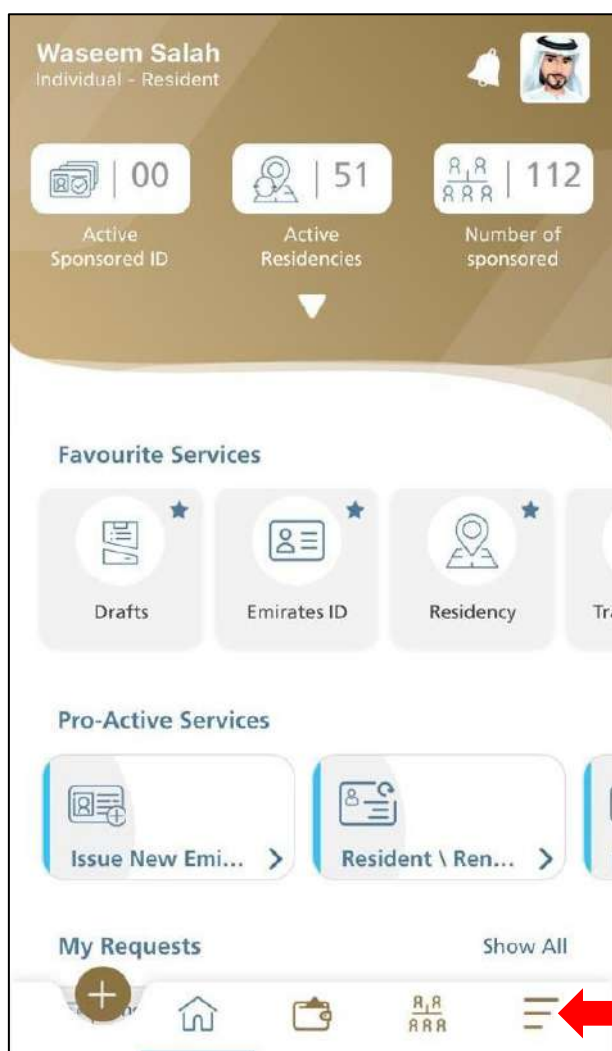 Waseem Salah
Individual - Resident
00
51
112
Active
Sponsored ID
Active
Residencies
Number of
sponsored
Favourite Services
Drafts
Emirates ID
Residency
Tra
Pro-Active Services
Issue New Emi...
Resident \ Ren...
My Requests
Show All